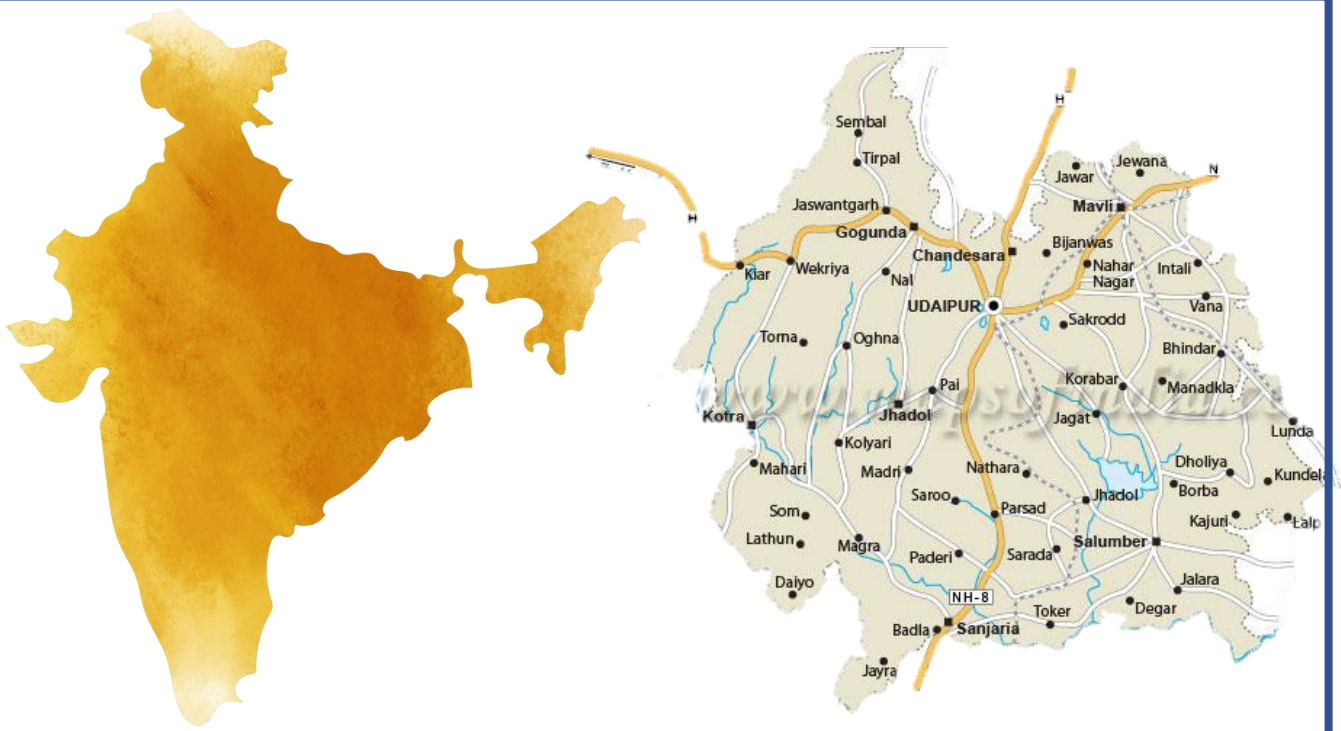 H
Sembal
Tirpal
Jewana
Jawar
N
Jaswantgarh
Mavli
H
Gogunda
Bijanwas
Chandesara
Kiar
Wekriya
Nahar
Nagar
Intali
Nal
UDAIPUR
Vana
Sakrodd
Torna
Oghna
Bhindar
Pai
Korabar
Manadkla
Kotra
Jhadol
Jagat
Lunda
Kolyari
Mahari
Madri
Nathara
Dholiya
Kundela
Saroo
Jhadol
Borba
Som
Parsad
Kajuri
Lalp
Lathun
Magra
Salumber
Paderi
Sarada
Daiyo
Jalara
NH-8
Toker
Degar
Badla
Sanjaria
Jayra